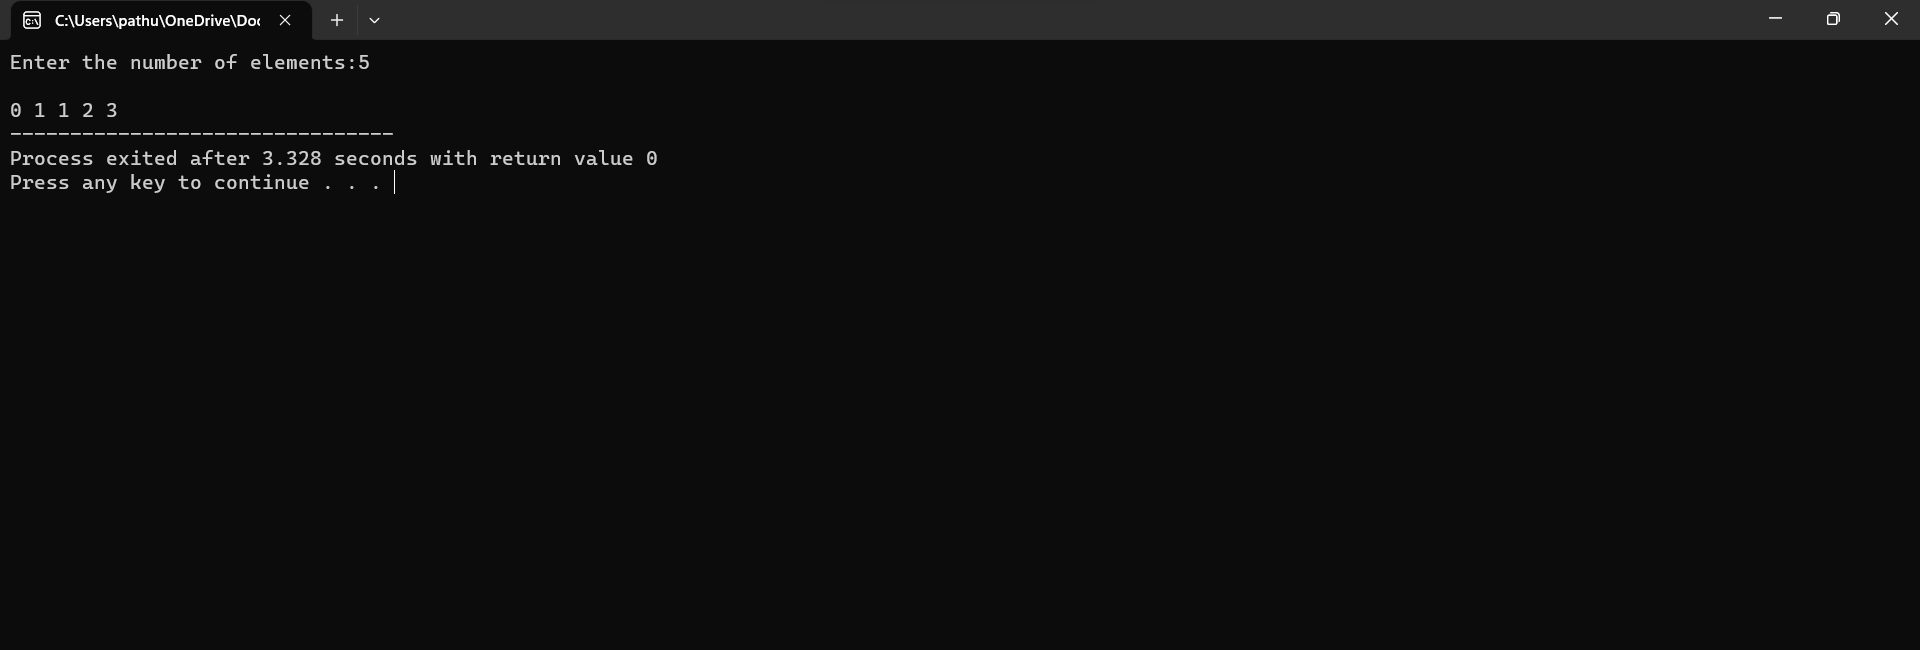 C:\Users\pathu\OneDrive\Doc
Enter the number of elements:5
0 1 1 2 3
--------------------------------
Process exited after 3.328 seconds with return value 0
Press any key to continue . . .